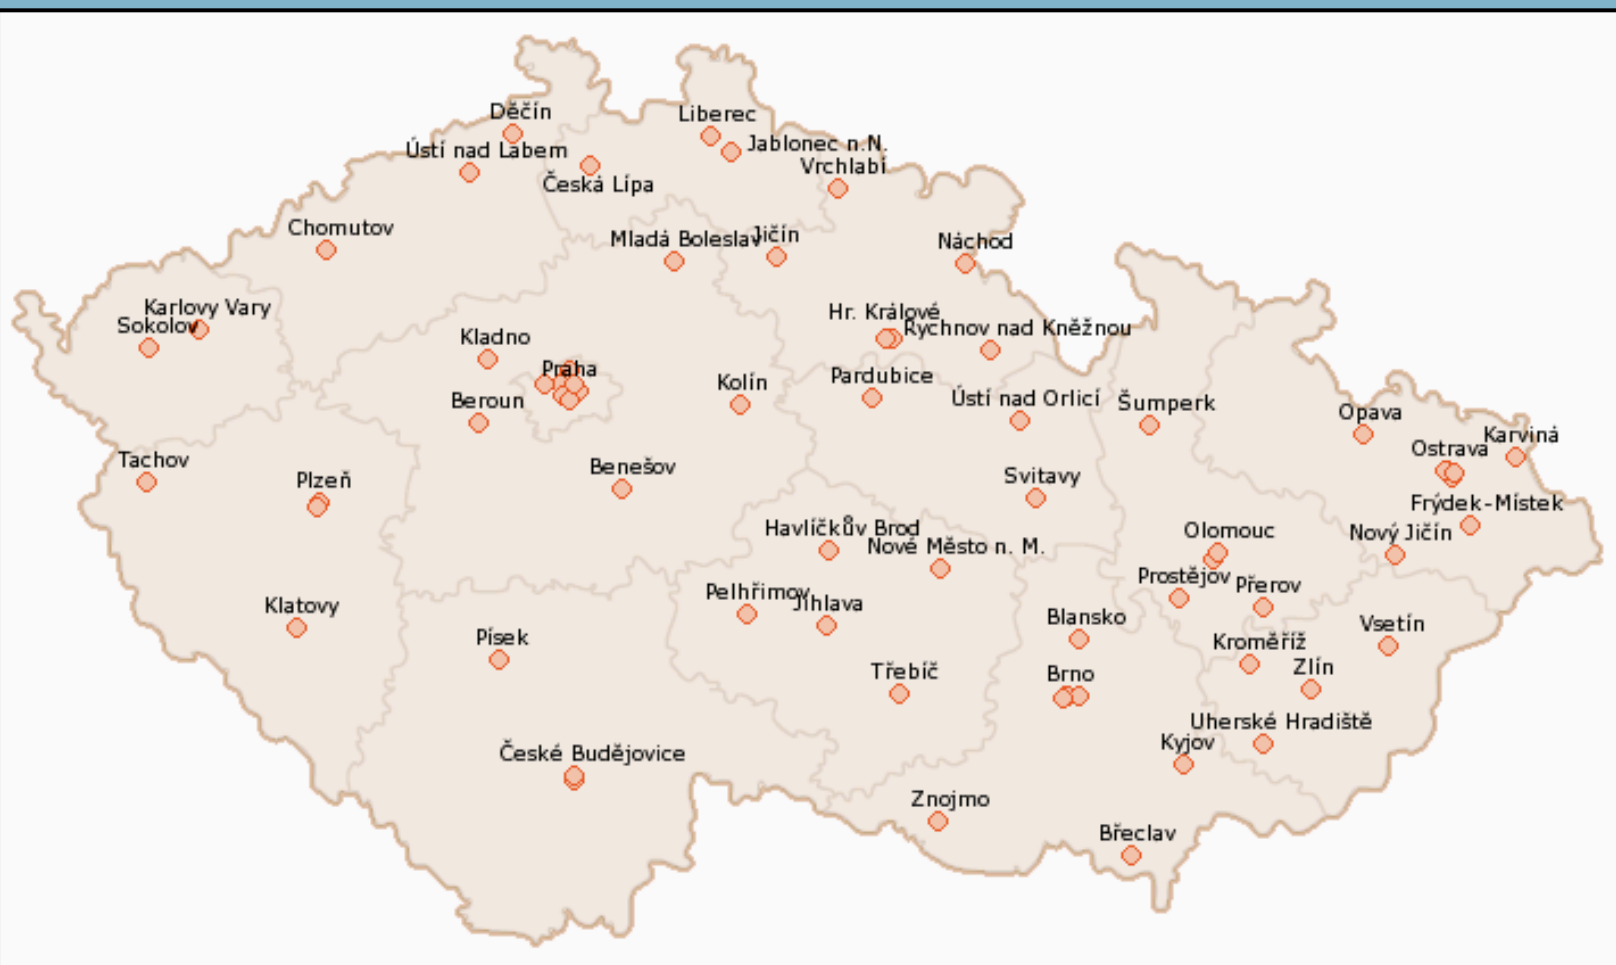 Děčín
Liberec
Ústí nad Labem
Jablonec n.N.
Vrchlabí
Česká Lípa
Chomutov
Mladá Boleslav
Jičín
Náchod
Karlovy Vary
Sokolov
Hr. Králové
Rychnov nad Kněžnou
Kladno
Praha
Pardubice
Kolín
Beroun
Ústí nad Orlicí
Šumperk
Opava
Karviná
Ostrava
Tachov
Plzeň
Benešov
Svitavy
Frýdek-Místek
Havlíčkův Brod
Nové Město n. M.
Olomouc
Nový Jičín
Prostějov
Přerov
Pelhřimov
Jihlava
Klatovy
Blansko
Vsetín
Písek
Kroměříž
Zlín
Třebíč
Brno
Uherské Hradiště
Kyjov
České Budějovice
Znojmo
Břeclav